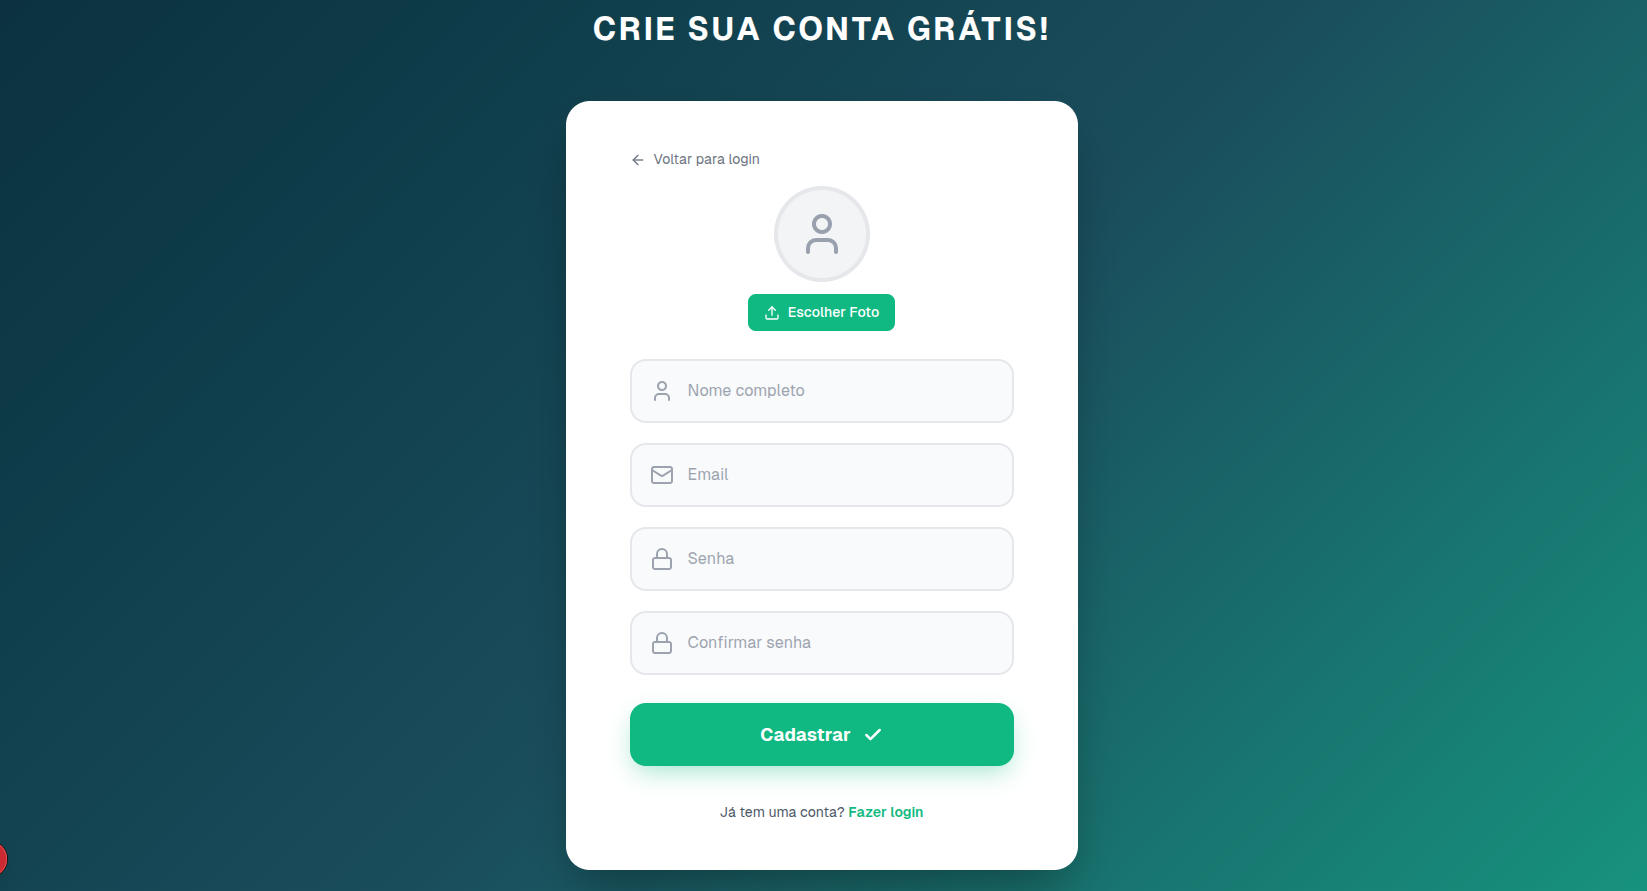 CRIE SUA CONTA GRÁTIS!
Voltar para login
Escolher Foto
Nome completo
Email
Senha
Confirmar senha
Cadastrar
Já tem uma conta? Fazer login